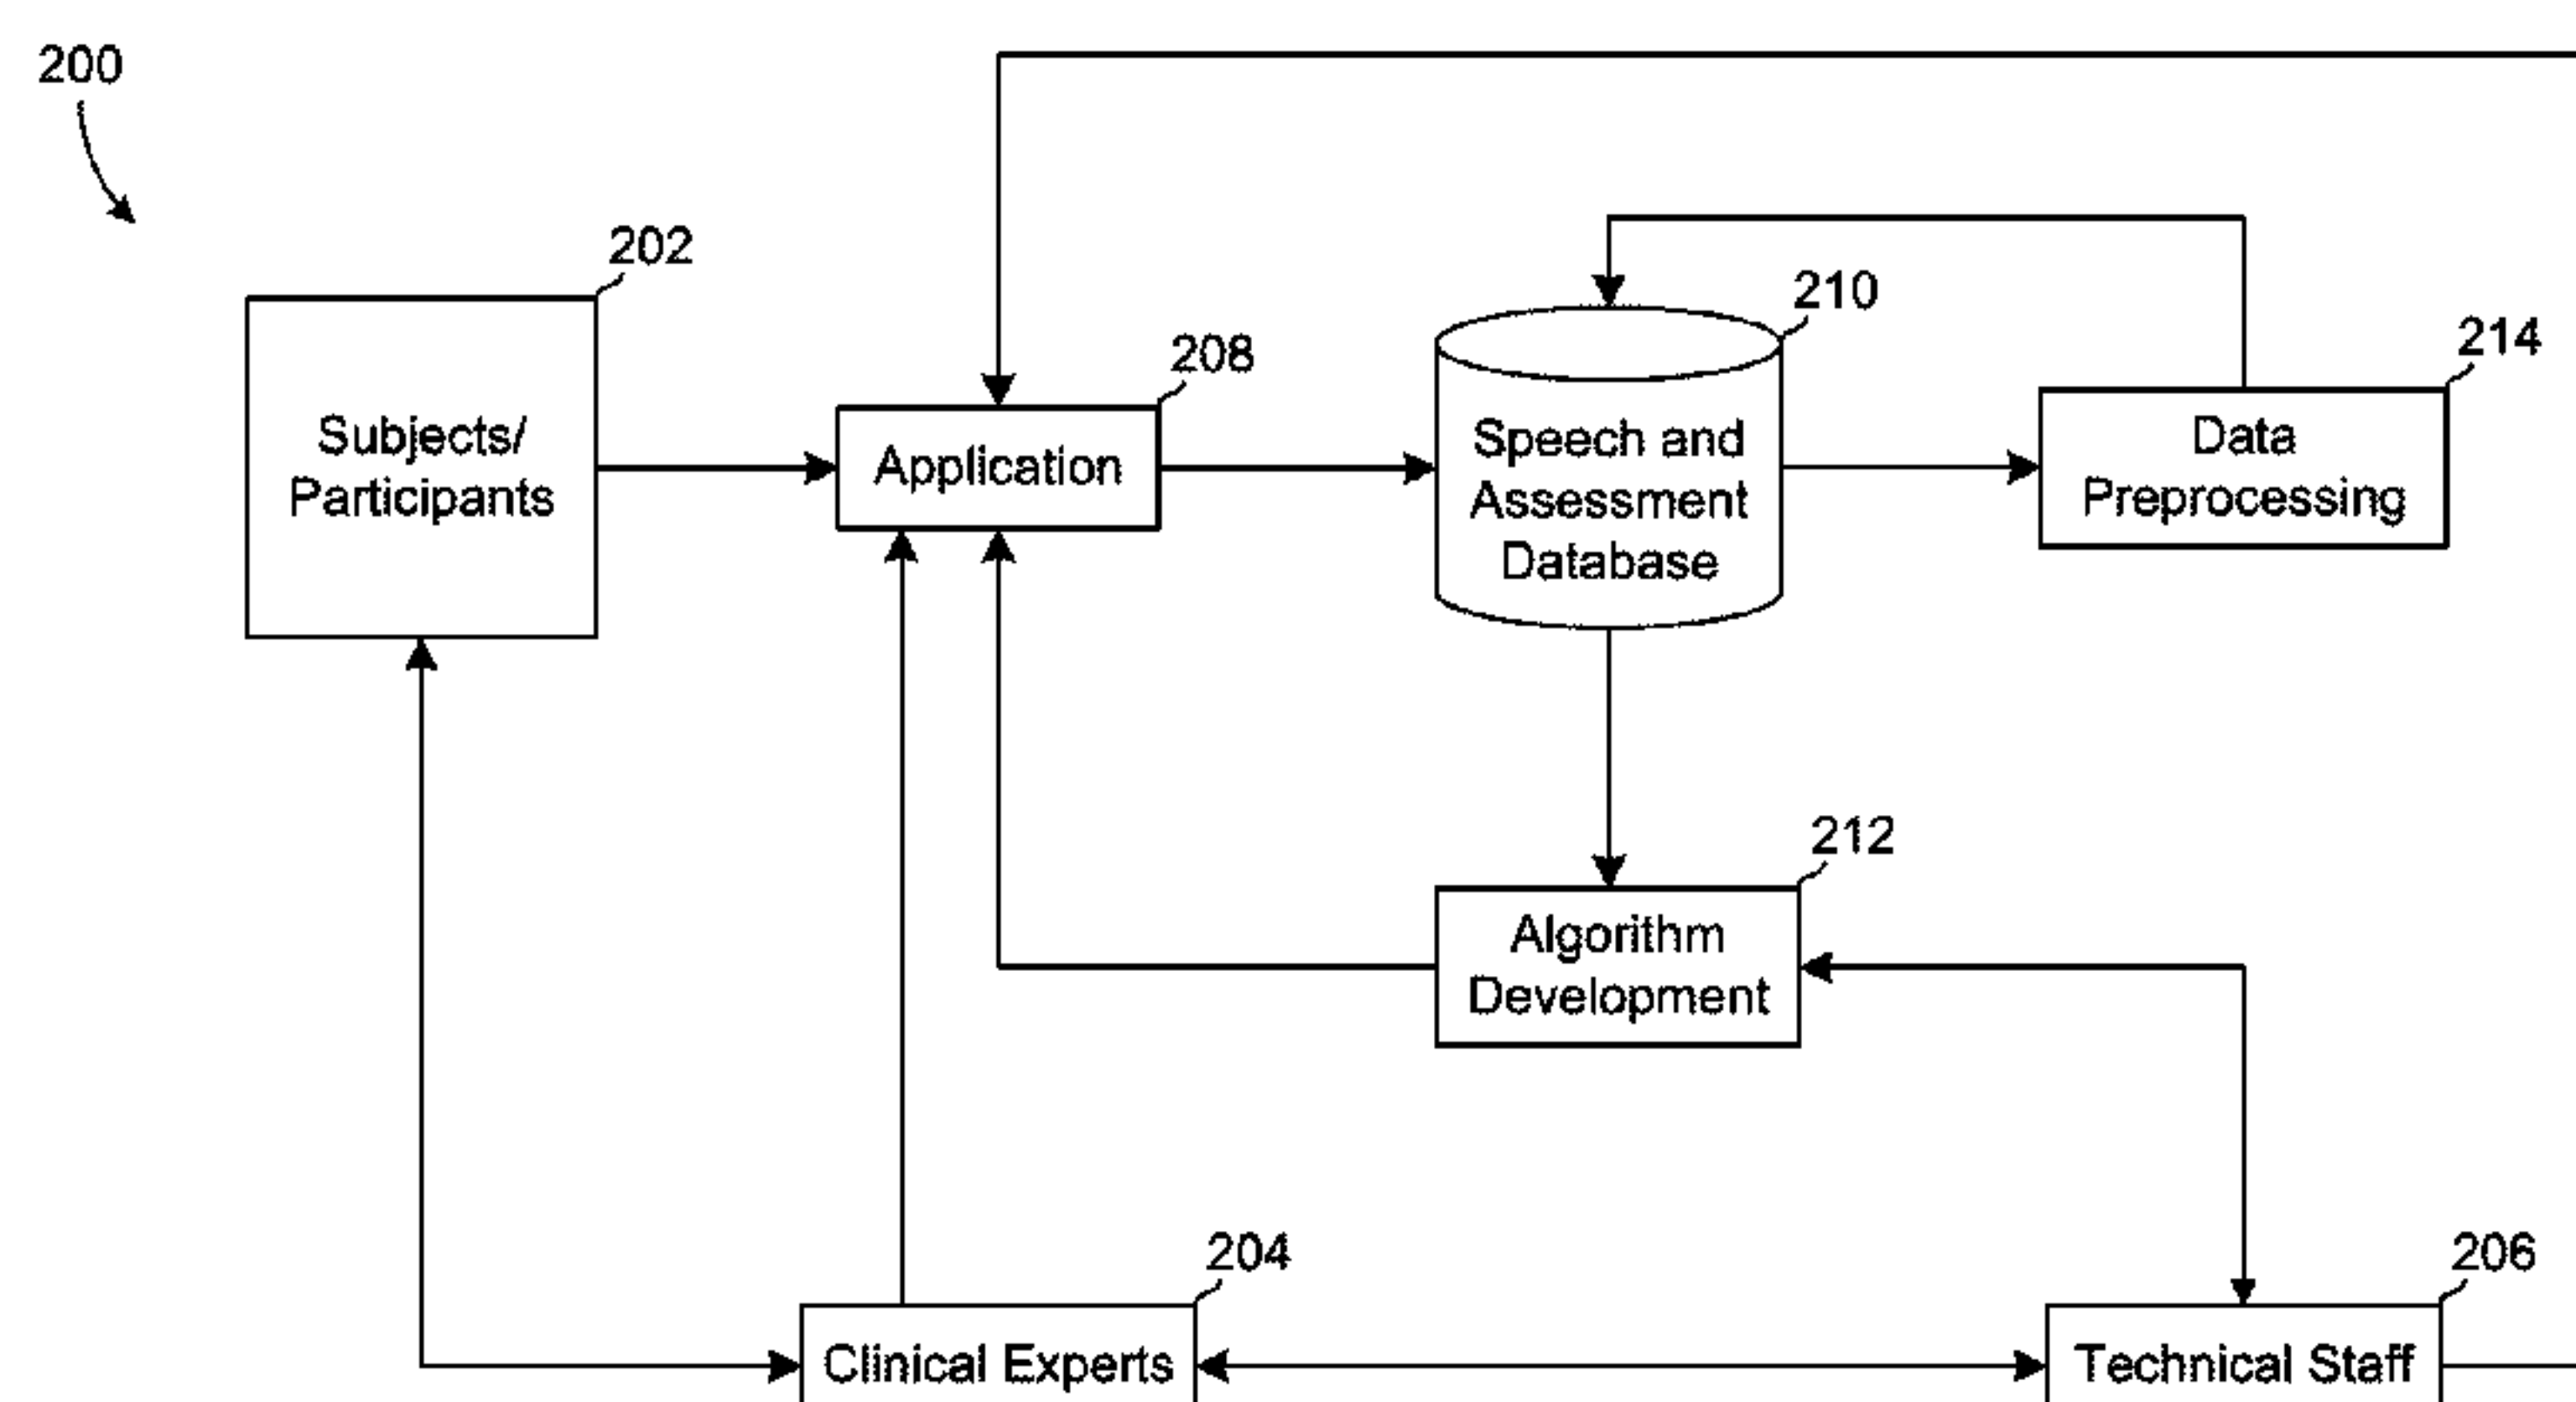 200
202
Subjects/
Participants
208
Application
210
Speech and
Assessment
Database
214
Data
Preprocessing
212
Algorithm
Development
204
Clinical Experts
206
Technical Staff